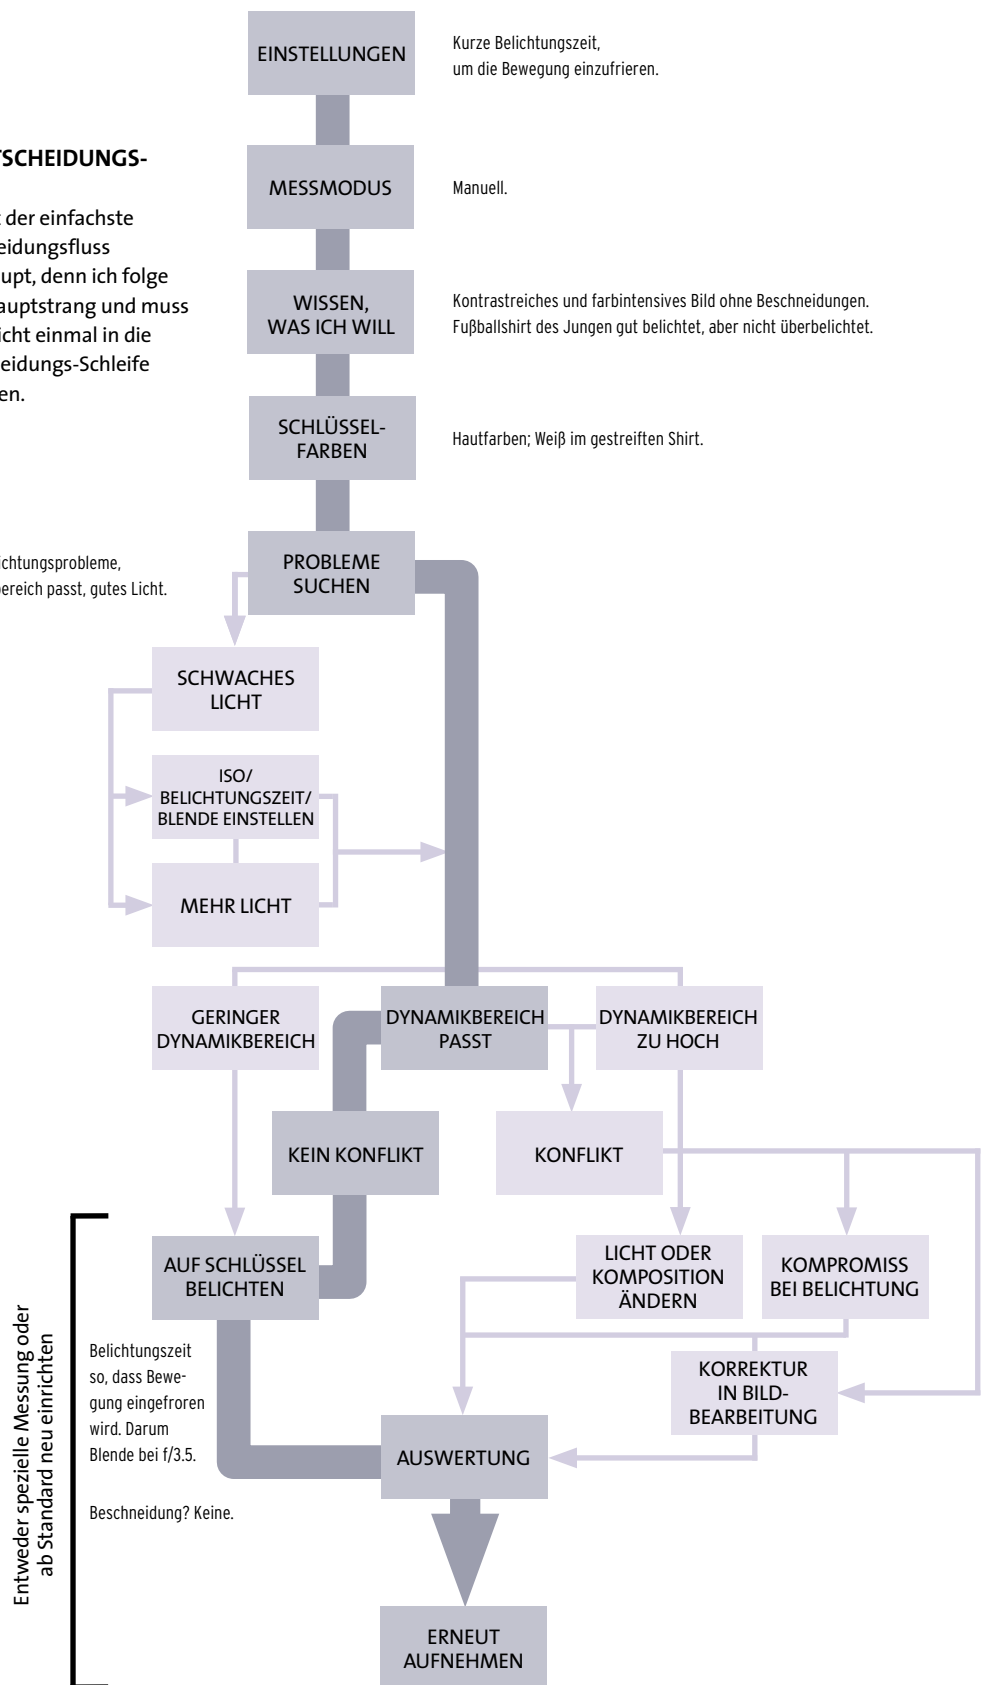 EINSTELLUNGEN
Kurze Belichtungszeit,
um die Bewegung einzufrieren.
TSCHEIDUNGS-
der einfachste
eidungsfluss
upt, denn ich folge
auptstrang und muss
icht einmal in die
eidungs-Schleife
en.
MESSMODUS
Manuell.
WISSEN,
WAS ICH WILL
Kontrastreiches und farbintensives Bild ohne Beschneidungen.
Fußballshirt des Jungen gut belichtet, aber nicht überbelichtet.
SCHLÜSSEL-
FARBEN
Hautfarben; Weiß im gestreiften Shirt.
PROBLEME
SUCHEN
ichtungsprobleme,
bereich passt, gutes Licht.
SCHWACHES
LICHT
ISO/
BELICHTUNGSZEIT/
BLENDE EINSTELLEN
MEHR LICHT
GERINGER
DYNAMIKBEREICH
DYNAMIKBEREICH
PASST
DYNAMIKBEREICH
ZU HOCH
KEIN KONFLIKT
KONFLIKT
AUF SCHLÜSSEL
BELICHTEN
LICHT ODER
KOMPOSITION
ÄNDERN
KOMPROMISS
BEI BELICHTUNG
Entweder spezielle Messung oder
ab Standard neu einrichten
Belichtungszeit
so, dass Bewe-
gung eingefroren
wird. Darum
Blende bei f/3.5.
Beschneidung? Keine.
KORREKTUR
IN BILD-
BEARBEITUNG
AUSWERTUNG
ERNEUT
AUFNEHMEN